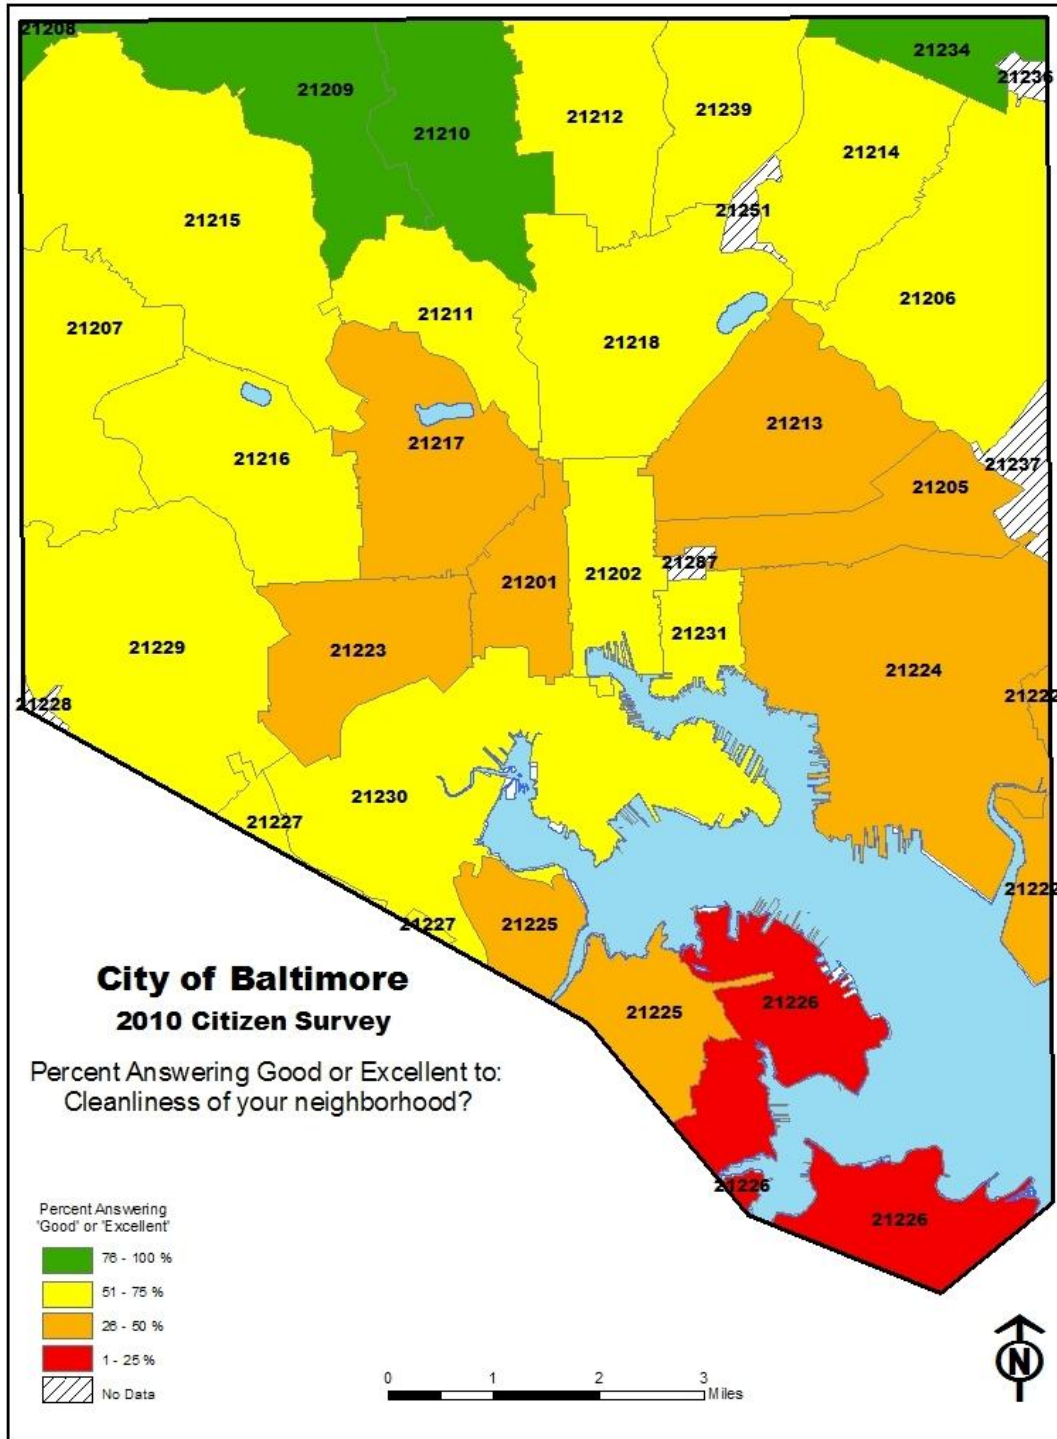 21208
21234
21236
21209
21210
21212
21239
21214
21251
21215
21206
21207
21211
21218
21213
21217
21216
21237
21205
21287
21201
21202
21231
21229
21223
21224
21222
21228
21230
21227
21222
21227
21225
City of Baltimore
2010 Citizen Survey
21225
21226
Percent Answering Good or Excellent to:
Cleanliness of your neighborhood?
21226
21226
Percent Answering
'Good' or 'Excellent'
76 - 100 %
51 - 75 %
26 - 50 %
1 - 25 %
No Data
0 1 2 3
Miles
N